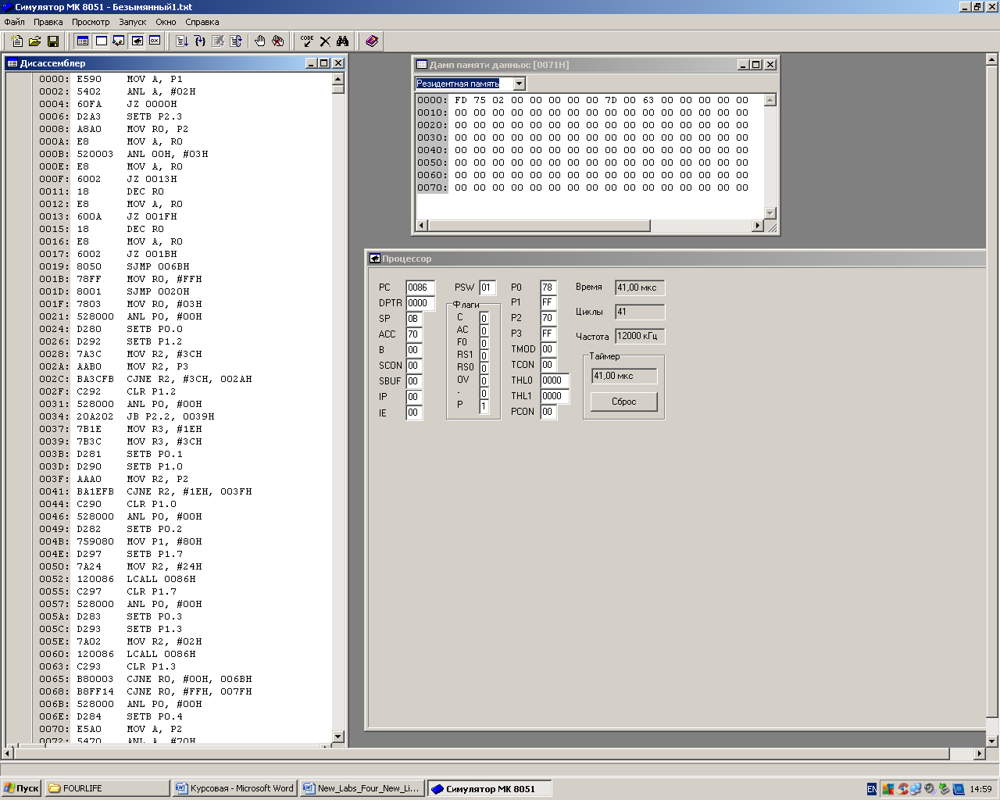 Симулятор МК 8051 - Безымянный1.txt
Файл Правка Просмотр Запуск Окно Справка
CODE
Дисассемблер
0000: E590 MOV A, P1
0002: 5402 ANL A, #02H
0004: 60FA JZ 0000H
0006: D2A3 SETB P2.3
0008: A8A0 MOV R0, P2
000A: E8 MOV A, R0
000B: 520003 ANL 00H, #03H
000E: E8 MOV A, R0
000F: 6002 JZ 0013H
0011: 18 DEC R0
0012: E8 MOV A, R0
0013: 600A JZ 001FH
0015: 18 DEC R0
0016: E8 MOV A, R0
0017: 6002 JZ 001BH
0019: 8050 SJMP 006BH
001B: 78FF MOV R0, #FFH
001D: 8001 SJMP 0020H
001F: 7803 MOV R0, #03H
0021: 528000 ANL P0, #00H
0024: D280 SETB P0.0
0026: D292 SETB P1.2
0028: 7A3C MOV R2, #3CH
002A: AAB0 MOV R2, P3
002C: BA3CFB CJNE R2, #3CH, 002AH
002F: C292 CLR P1.2
0031: 528000 ANL P0, #00H
0034: 20A202 JB P2.2, 0039H
0037: 7B1E MOV R3, #1EH
0039: 7B3C MOV R3, #3CH
003B: D281 SETB P0.1
003D: D290 SETB P1.0
003F: AAA0 MOV R2, P2
0041: BA1EFB CJNE R2, #1EH, 003FH
0044: C290 CLR P1.0
0046: 528000 ANL P0, #00H
0049: D282 SETB P0.2
004B: 759080 MOV P1, #80H
004E: D297 SETB P1.7
0050: 7A24 MOV R2, #24H
0052: 120086 LCALL 0086H
0055: C297 CLR P1.7
0057: 528000 ANL P0, #00H
005A: D283 SETB P0.3
005C: D293 SETB P1.3
005E: 7A02 MOV R2, #02H
0060: 120086 LCALL 0086H
0063: C293 CLR P1.3
0065: B80003 CJNE R0, #00H, 006BH
0068: B8FF14 CJNE R0, #FFH, 007FH
006B: 528000 ANL P0, #00H
006E: D284 SETB P0.4
0070: E5A0 MOV A, P2
0072: 5470 ANL A, #70H
Дамп памяти данных: [0071H]
Резидентная память
0000: FD 75 02 00 00 00 00 00 7D 00 63 00 00 00 00 00
0010: 00 00 00 00 00 00 00 00 00 00 00 00 00 00 00 00
0020: 00 00 00 00 00 00 00 00 00 00 00 00 00 00 00 00
0030: 00 00 00 00 00 00 00 00 00 00 00 00 00 00 00 00
0040: 00 00 00 00 00 00 00 00 00 00 00 00 00 00 00 00
0050: 00 00 00 00 00 00 00 00 00 00 00 00 00 00 00 00
0060: 00 00 00 00 00 00 00 00 00 00 00 00 00 00 00 00
0070: 00 00 00 00 00 00 00 00 00 00 00 00 00 00 00 00
Процессор
PC 0086
DPTR 0000
SP 0B
ACC 70
B 00
SCON 00
SBUF 00
IP 00
IE 00
PSW 01
Флаги
C 0
AC 0
F0 0
RS1 0
RS0 0
OV 0
- 0
P 1
P0 78
P1 FF
P2 70
P3 FF
TMOD 00
TCON 00
THL0 0000
THL1 0000
PCON 00
Время 41,00 мкс
Циклы 41
Частота 12000 кГц
Таймер
41,00 мкс
Сброс
Пуск FOURLIFE Курсовая - Microsoft Word New_Labs_Four_New_Li... Симулятор МК 8051 EN 14:59